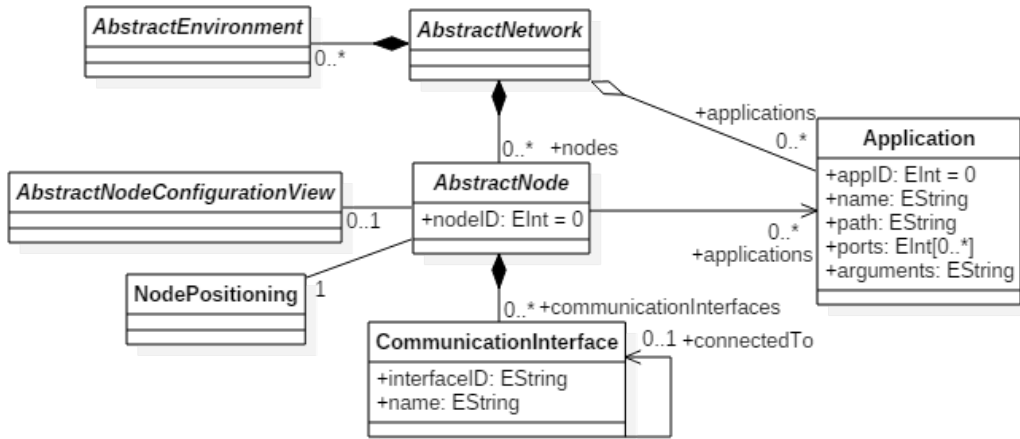 AbstractEnvironment
AbstractNetwork
0..*
+applications
0..*
0..* +nodes
Application
+appID: EInt = 0
+name: EString
+path: EString
+ports: EInt[0..*]
+arguments: EString
AbstractNodeConfigurationView
0..1
AbstractNode
+nodeID: EInt = 0
0..*
+applications
NodePositioning
1
0..* +communicationInterfaces
CommunicationInterface
+interfaceID: EString
+name: EString
0..1 +connectedTo